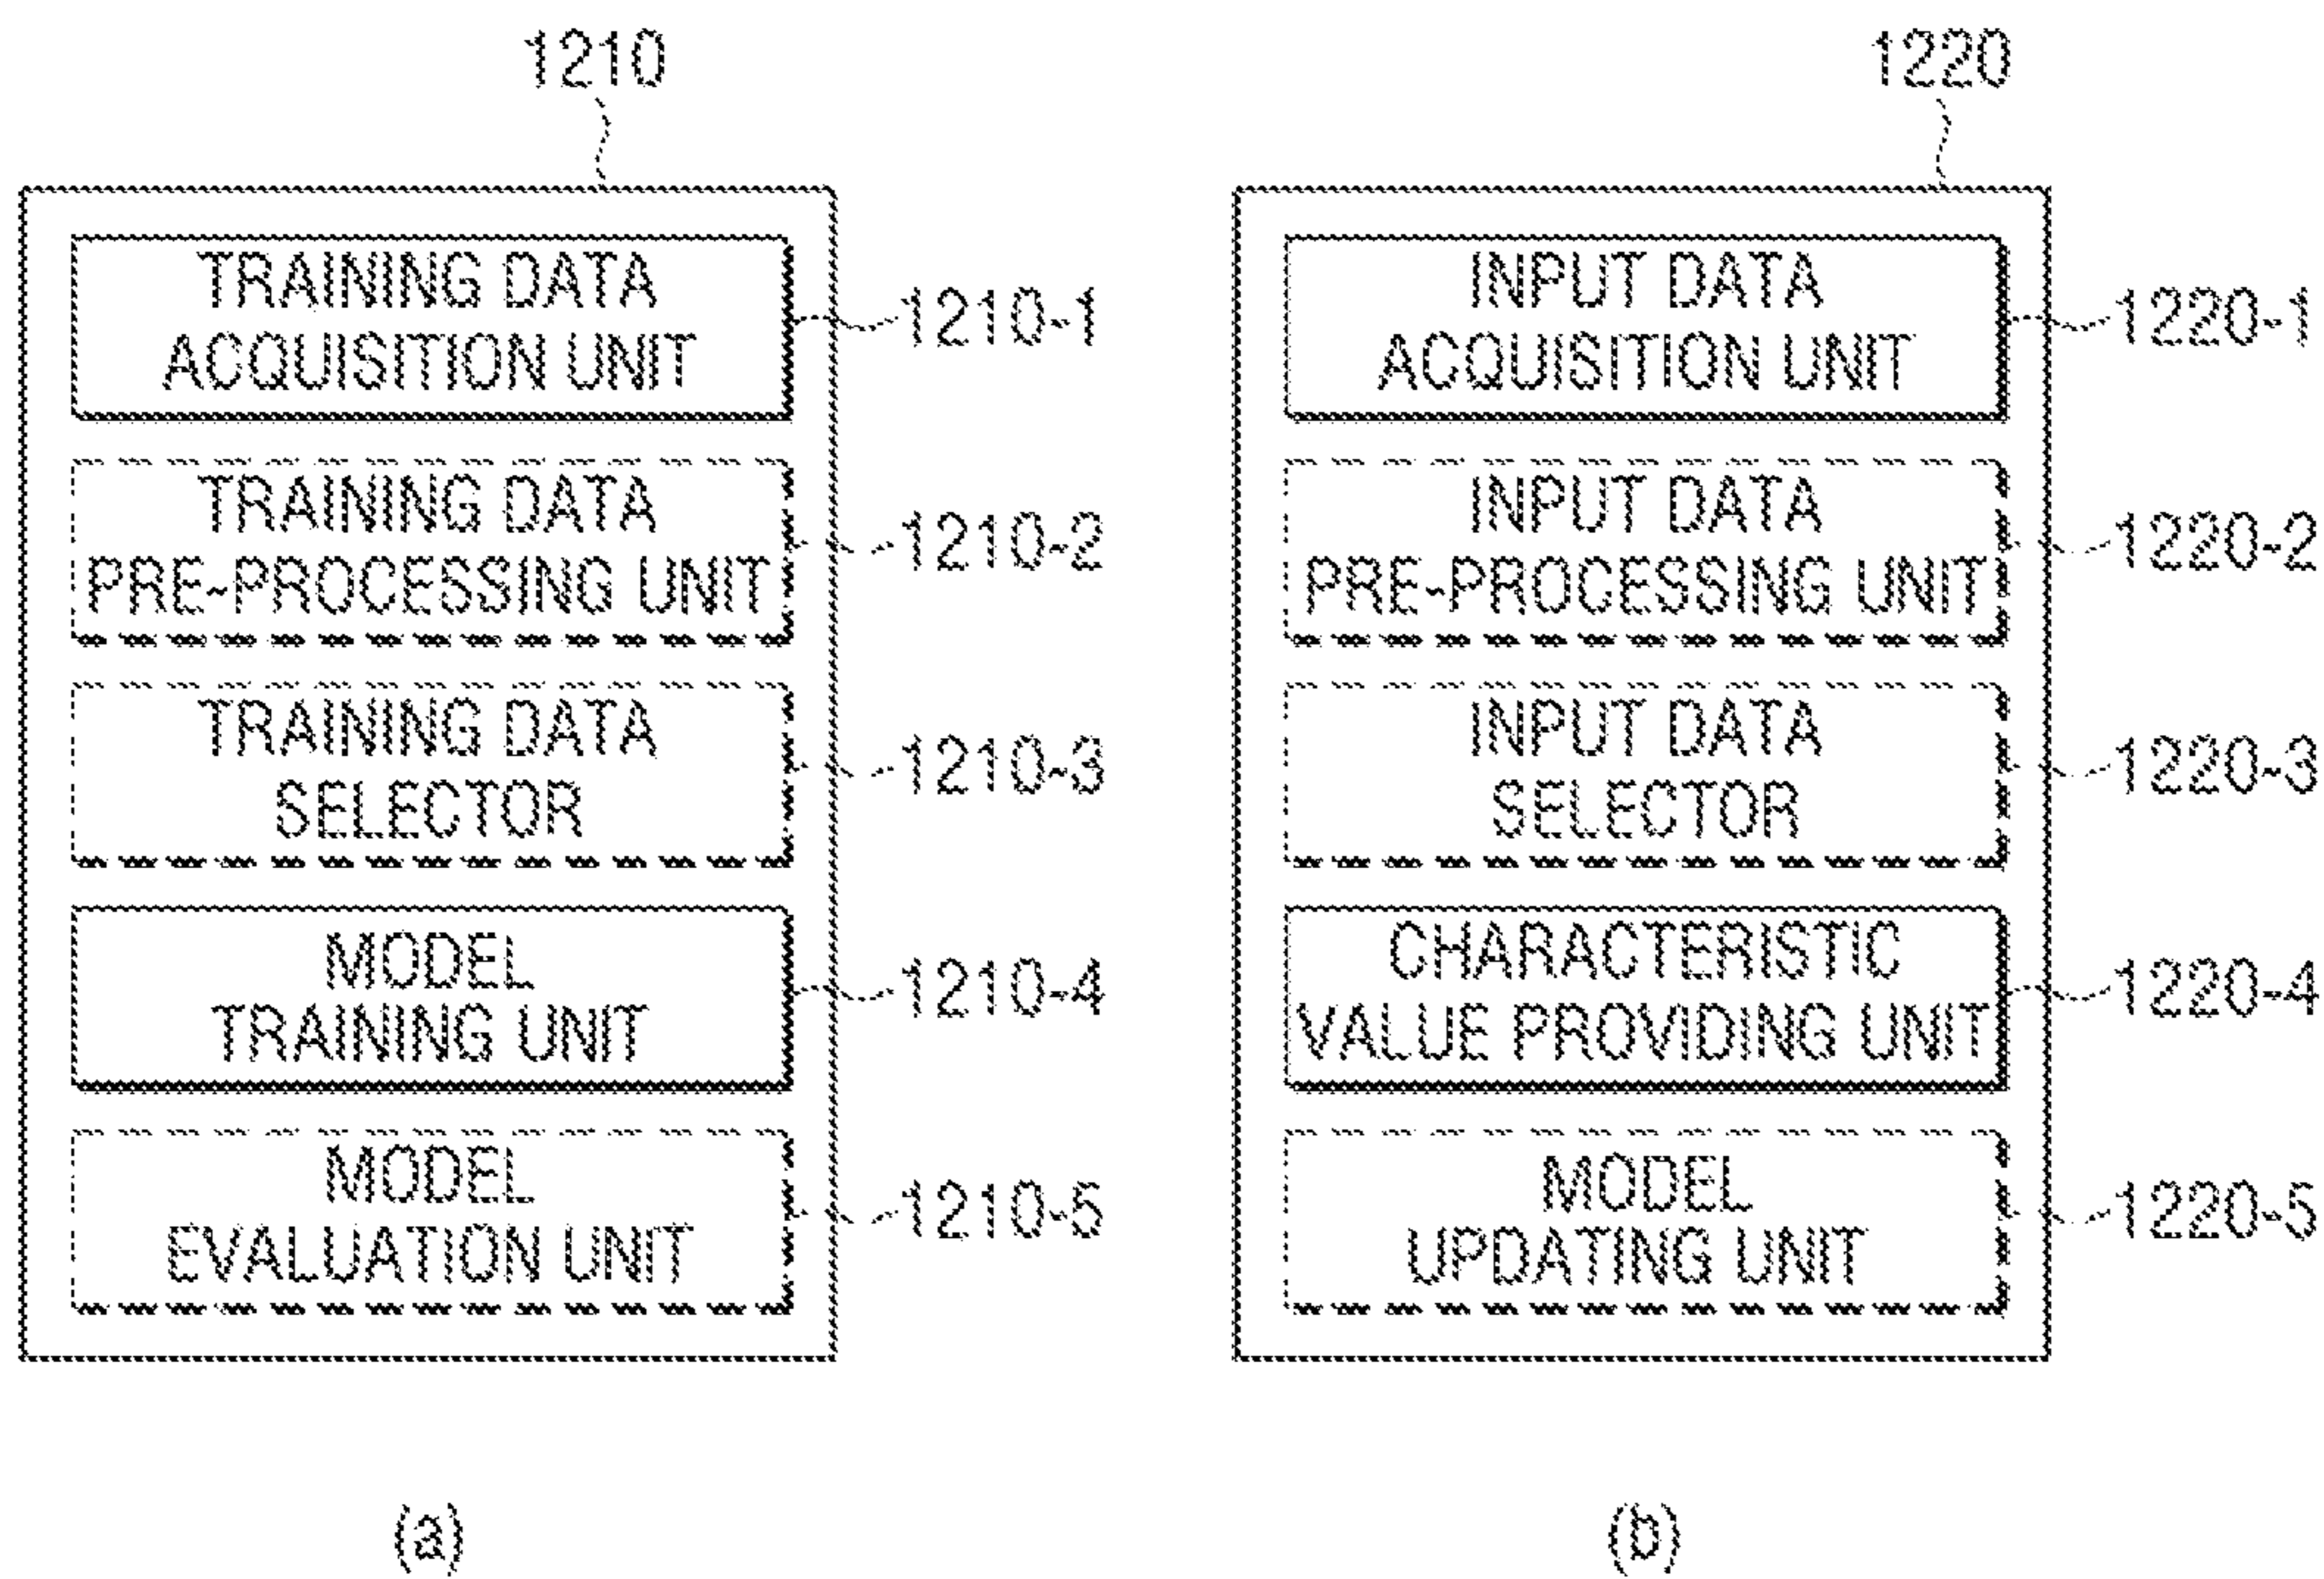 1210
TRAINING DATA
ACQUISITION UNIT
1210-1
TRAINING DATA
PRE-PROCESSING UNIT
1210-2
TRAINING DATA
SELECTOR
1210-3
MODEL
TRAINING UNIT
1210-4
MODEL
EVALUATION UNIT
1210-5
(a)
1220
INPUT DATA
ACQUISITION UNIT
1220-1
INPUT DATA
PRE-PROCESSING UNIT
1220-2
INPUT DATA
SELECTOR
1220-3
CHARACTERISTIC
VALUE PROVIDING UNIT
1220-4
MODEL
UPDATING UNIT
1220-5
(b)